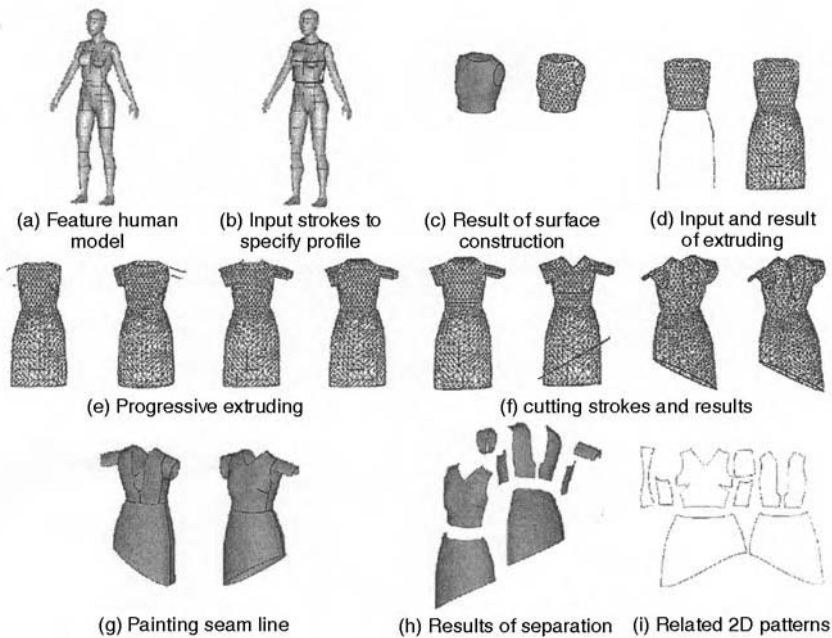 (a) Feature human
model
(b) Input strokes to
specify profile
(c) Result of surface
construction
(d) Input and result
of extruding
(e) Progressive extruding
(f) cutting strokes and results
(g) Painting seam line
(h) Results of separation
(i) Related 2D patterns